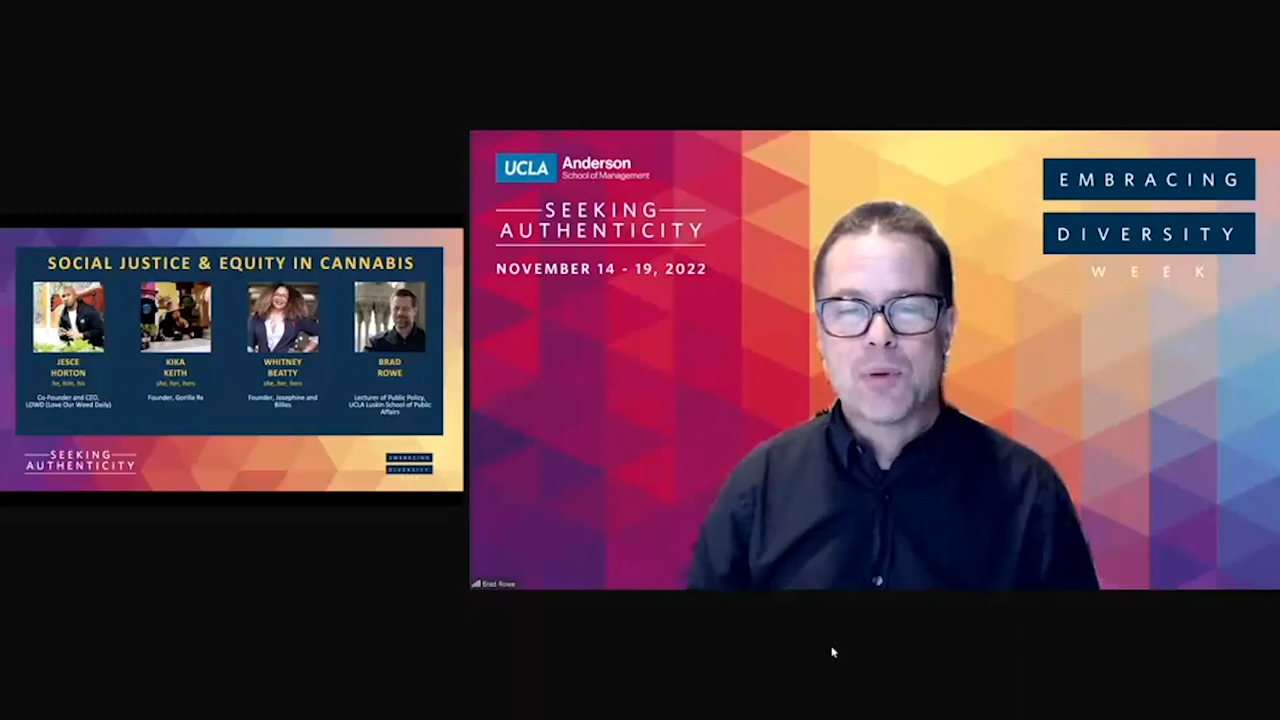 SOCIAL JUSTICE & EQUITY IN CANNABIS
JESCE
HORTON
he, him, his
Co-Founder and CEO,
LOWD (Love Our Weed Daily)
KIKA
KEITH
she, her, hers
Founder, Gorilla Rx
WHITNEY
BEATTY
she, her, hers
Founder, Josephine and
Billies
BRAD
ROWE
Lecturer of Public Policy,
UCLA Luskin School of Public
Affairs
SEEKING
AUTHENTICITY
EMBRACING
DIVERSITY
UCLA Anderson
School of Management
SEEKING
AUTHENTICITY
NOVEMBER 14 - 19, 2022
EMBRACING
DIVERSITY
WEEK
Brad Rowe